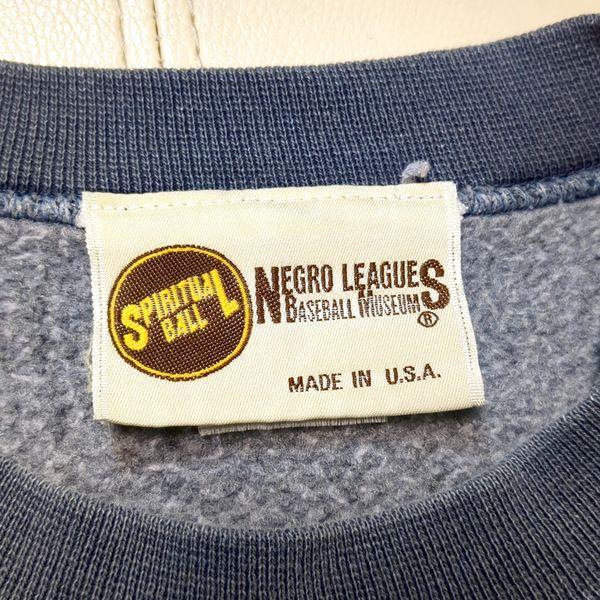 SPIRITUAL
BALL
NEGRO LEAGUES
BASEBALL MUSEUM
®
MADE IN U.S.A.